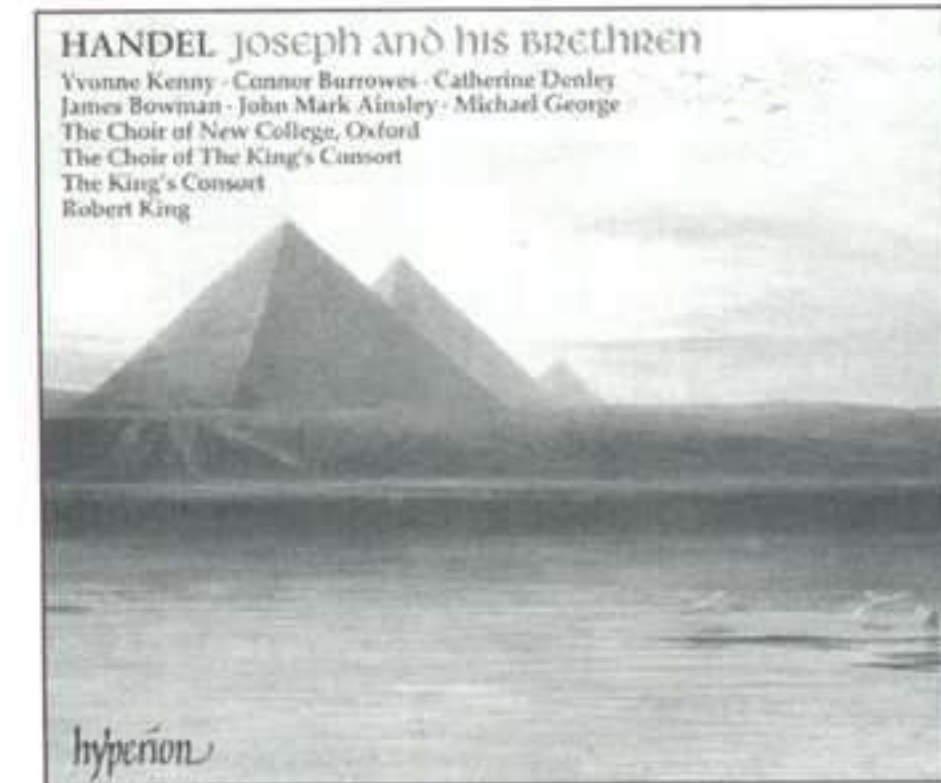 HANDEL Joseph and his Brethren
Yvonne Kenny · Connor Burrowes · Catherine Denley
James Bowman · John Mark Ainsley · Michael George
The Choir of New College, Oxford
The Choir of The King's Consort
The King's Consort
Robert King
hyperion